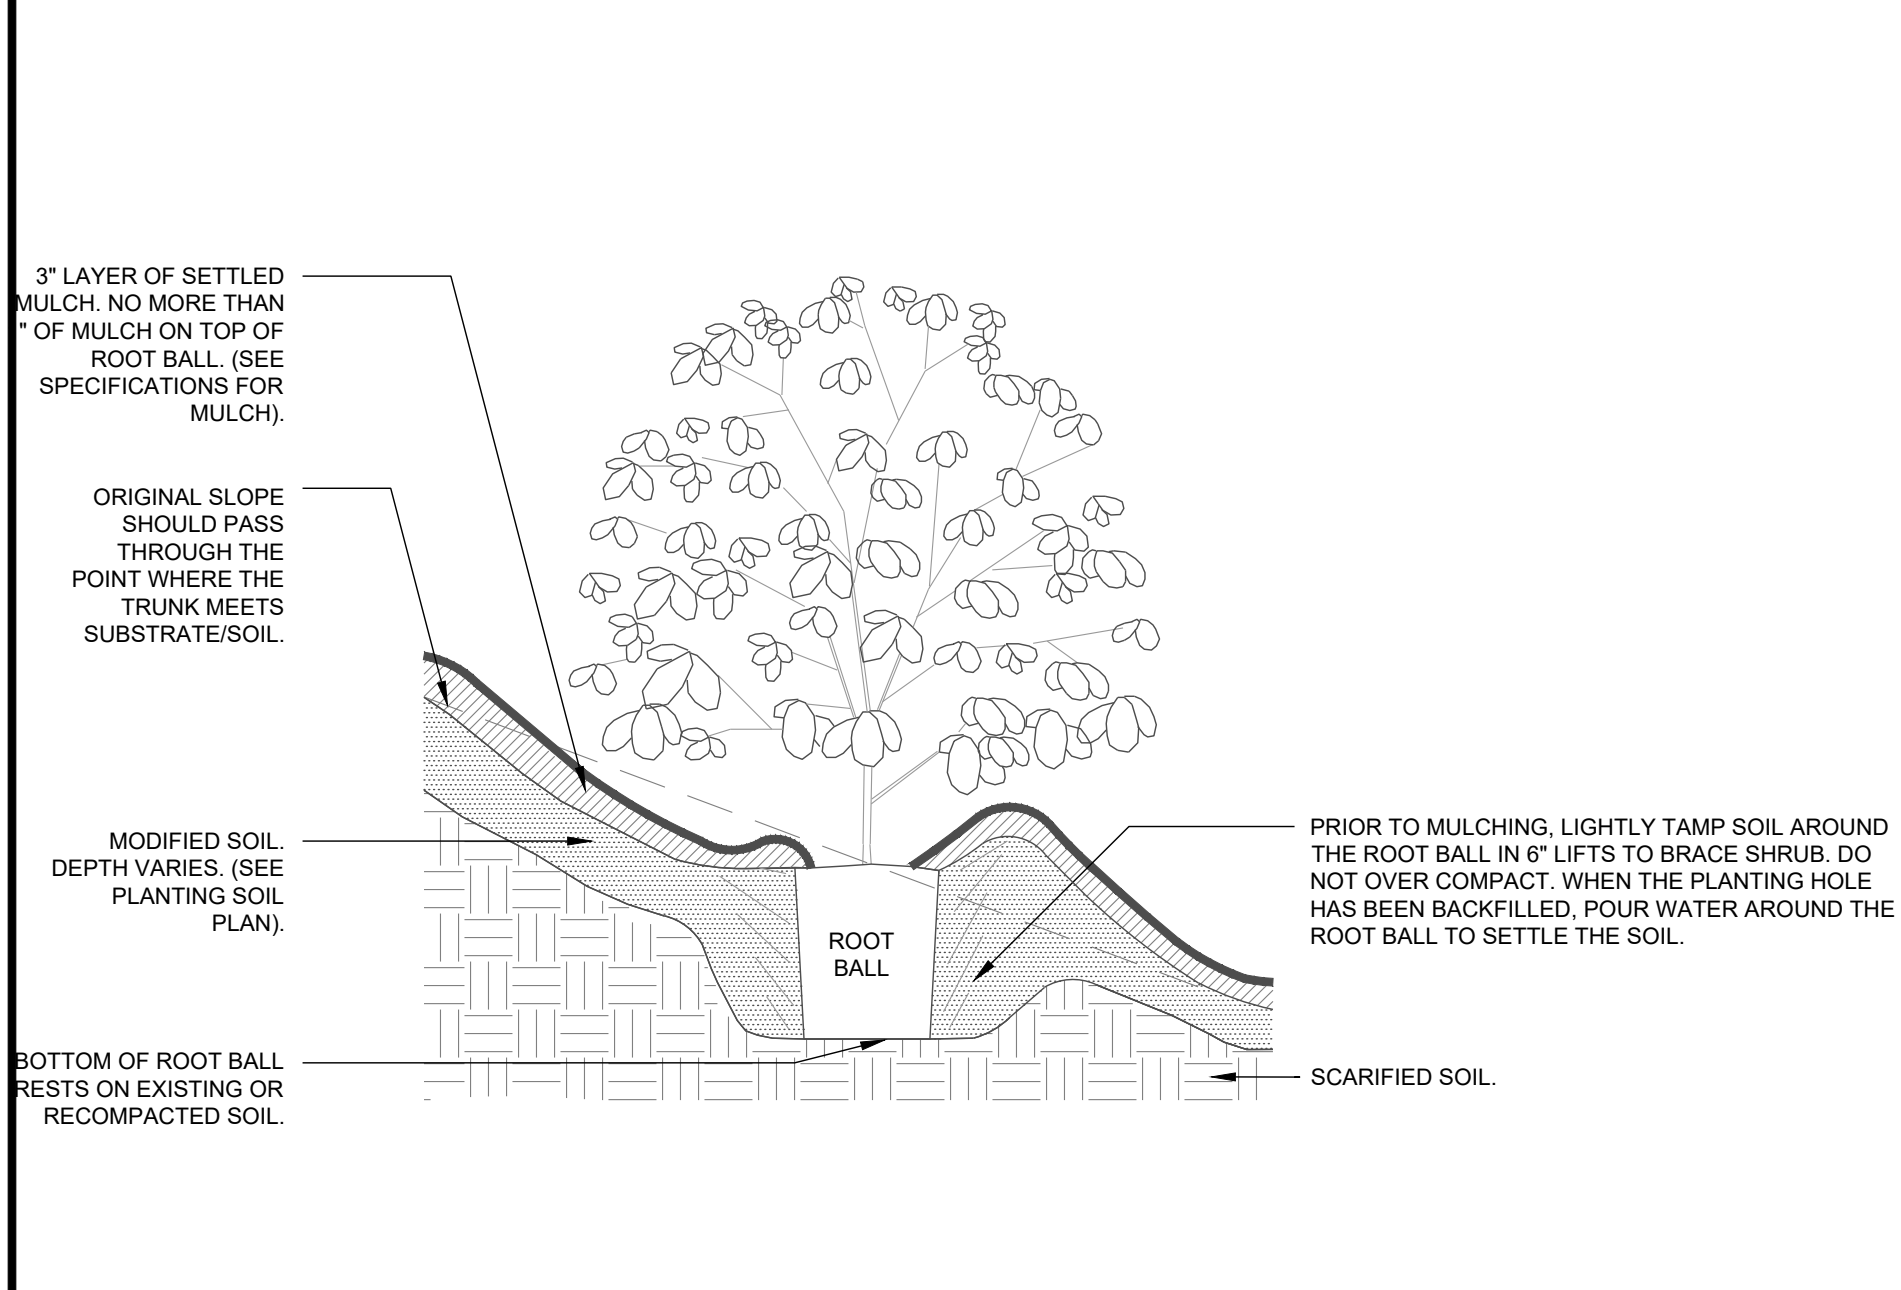 3" LAYER OF SETTLED
MULCH. NO MORE THAN
" OF MULCH ON TOP OF
ROOT BALL. (SEE
SPECIFICATIONS FOR
MULCH).
ORIGINAL SLOPE
SHOULD PASS
THROUGH THE
POINT WHERE THE
TRUNK MEETS
SUBSTRATE/SOIL.
MODIFIED SOIL.
DEPTH VARIES. (SEE
PLANTING SOIL
PLAN).
BOTTOM OF ROOT BALL
RESTS ON EXISTING OR
RECOMPACTED SOIL.
ROOT
BALL
PRIOR TO MULCHING, LIGHTLY TAMP SOIL AROUND
THE ROOT BALL IN 6" LIFTS TO BRACE SHRUB. DO
NOT OVER COMPACT. WHEN THE PLANTING HOLE
HAS BEEN BACKFILLED, POUR WATER AROUND THE
ROOT BALL TO SETTLE THE SOIL.
SCARIFIED SOIL.